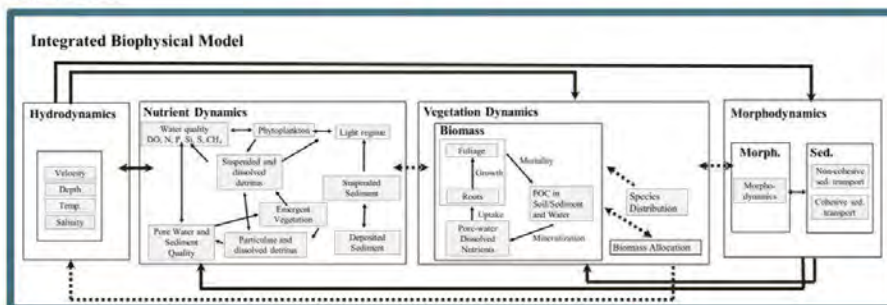 Integrated Biophysical Model
Hydrodynamics
Velocity
Depth
Temp.
Salinity
Nutrient Dynamics
Water quality
DO, N, P, Si, S, CH₄
Phytoplankton
Light regime
Suspended and
dissolved
detritus
Suspended
Sediment
Emergent
Vegetation
Pore Water and
Sediment
Quality
Particulate and
dissolved detritus
Deposited
Sediment
Vegetation Dynamics
Biomass
Foliage
Mortality
Growth
Roots
POC in
Soil/Sediment
and Water
Uptake
Pore-water
Dissolved
Nutrients
Mineralization
Species
Distribution
Biomass Allocation
Morphodynamics
Morph.
Morpho-
dynamics
Sed.
Non-cohesive
sed. transport
Cohesive sed.
transport